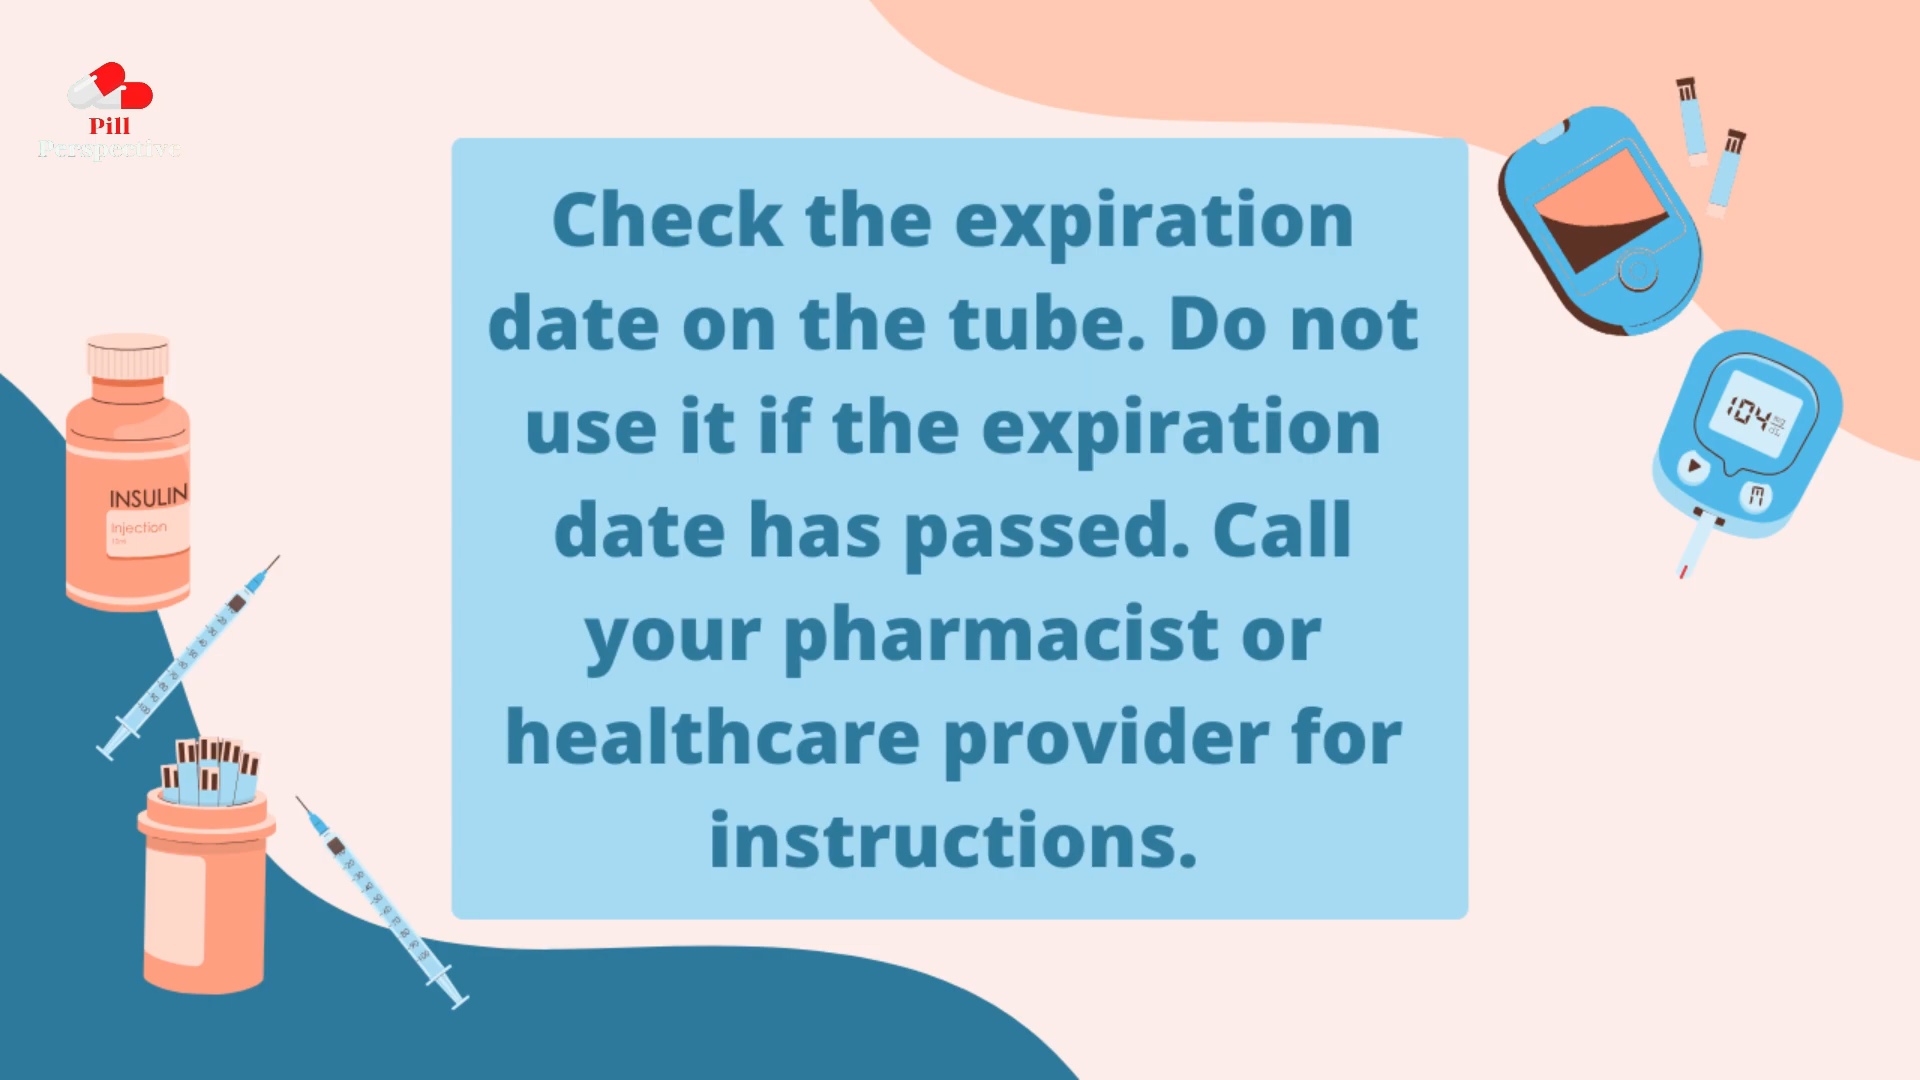 Pill
Perspective
Check the expiration
date on the tube. Do not
use it if the expiration
date has passed. Call
your pharmacist or
healthcare provider for
instructions.
INSULIN
Injection
104